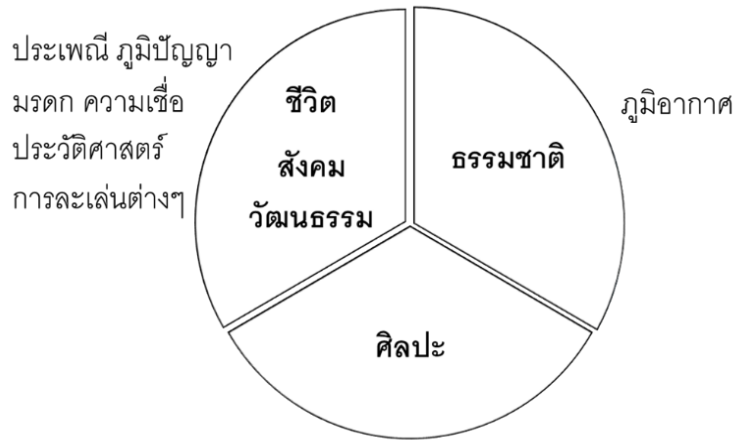 ประเพณี ภูมิปัญญา
มรดก ความเชื่อ
ประวัติศาสตร์
การละเล่นต่างๆ
ชีวิต
สังคม
วัฒนธรรม
ธรรมชาติ
ภูมิอากาศ
ศิลปะ